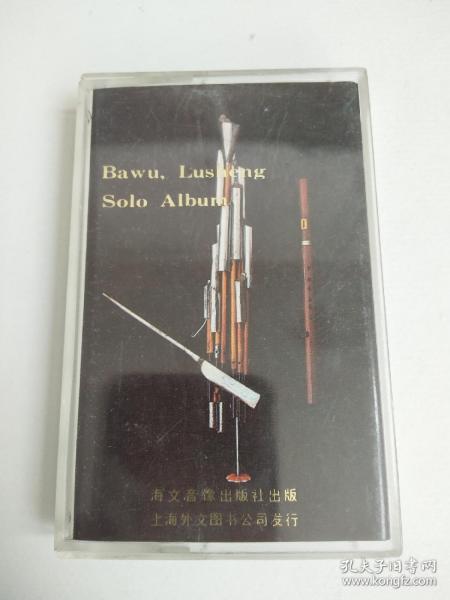 Bawu, Lusheng
Solo Album
海文音像出版社出版
上海外文图书公司发行
孔夫子旧书网
www.kongfz.com